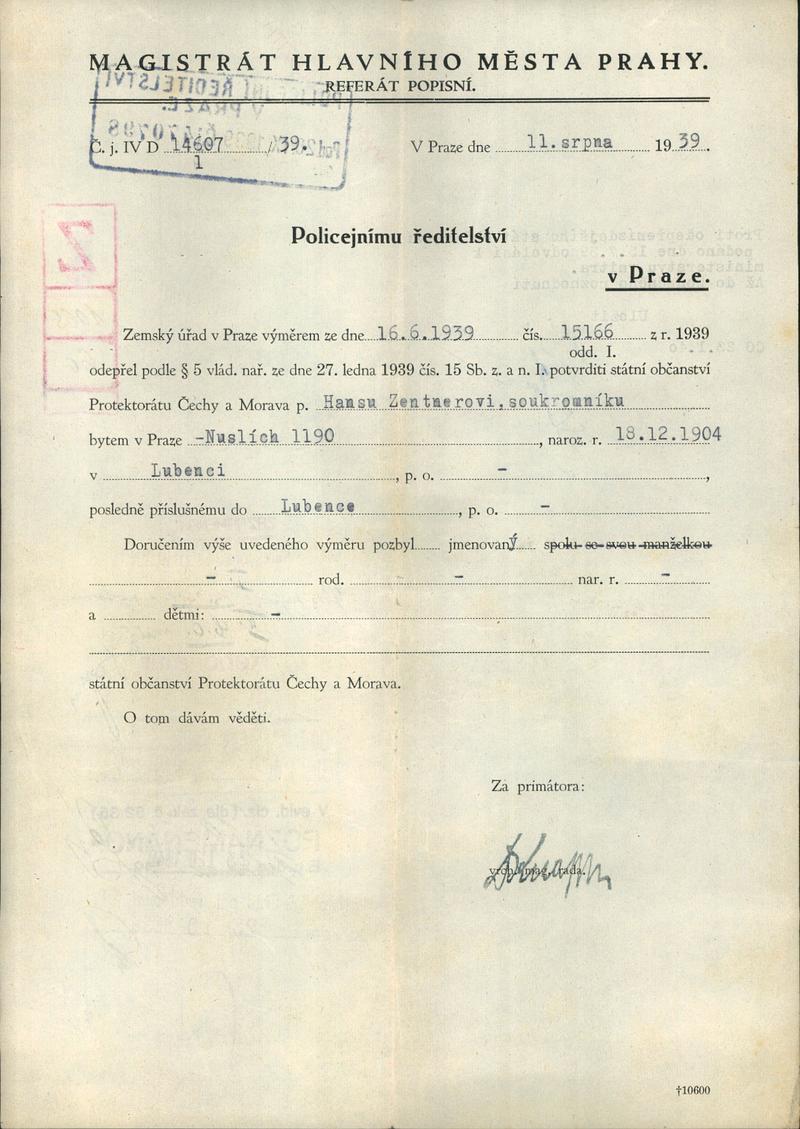 MAGISTRÁT HLAVNÍHO MĚSTA PRAHY.
REFERÁT POPISNÍ.
Č. j. IV D 14607 / 39.
1
V Praze dne 11. srpna 1939.
Policejnímu ředitelství
v Praze.
Zemský úřad v Praze výměrem ze dne 16.6.1939 čís. 15166 z r. 1939
odd. I.
odepřel podle § 5 vlád. nař. ze dne 27. ledna 1939 čís. 15 Sb. z. a n. I. potvrditi státní občanství
Protektorátu Čechy a Morava p. Hansu Zentnerovi, soukromníku
bytem v Praze -Nuslích 1190, naroz. r. 18.12.1904
v Lubenci, p. o. -,
posledně příslušnému do Lubence, p. o. -
Doručením výše uvedeného výměru pozbyl jmenovaný spolu se svou manželkou
- rod. - nar. r. -
a dětmi: -
státní občanství Protektorátu Čechy a Morava.
O tom dávám věděti.
Za primátora:
vrch. mag. rada.
†10600